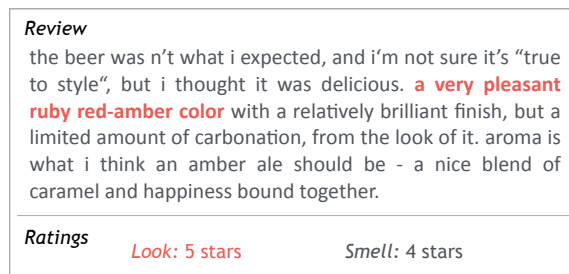 Review
the beer was n't what i expected, and i‘m not sure it’s “true
to style“, but i thought it was delicious. a very pleasant
ruby red-amber color with a relatively brilliant finish, but a
limited amount of carbonation, from the look of it. aroma is
what i think an amber ale should be - a nice blend of
caramel and happiness bound together.
Ratings
Look: 5 stars Smell: 4 stars